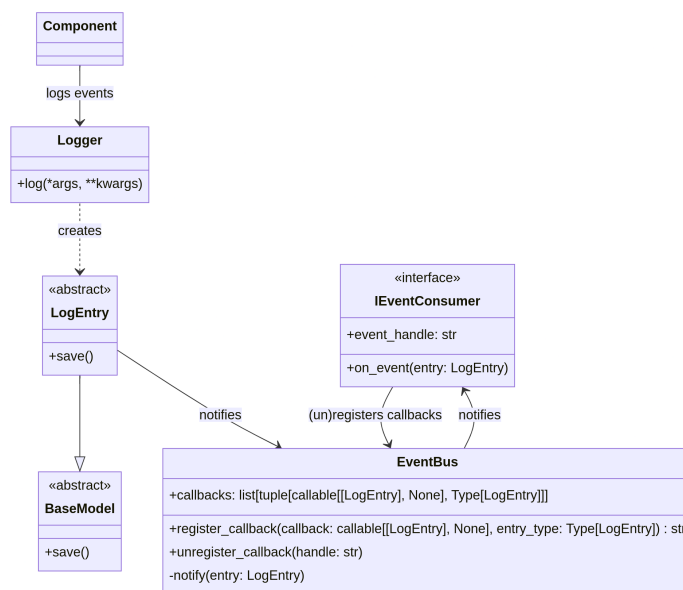 Component
logs events
Logger
+log(*args, **kwargs)
creates
«abstract»
LogEntry
+save()
«interface»
IEventConsumer
+event_handle: str
+on_event(entry: LogEntry)
notifies
(un)registers callbacks
notifies
«abstract»
BaseModel
+save()
EventBus
+callbacks: list[tuple[callable[[LogEntry], None], Type[LogEntry]]]
+register_callback(callback: callable[[LogEntry], None], entry_type: Type[LogEntry]) : str
+unregister_callback(handle: str)
-notify(entry: LogEntry)